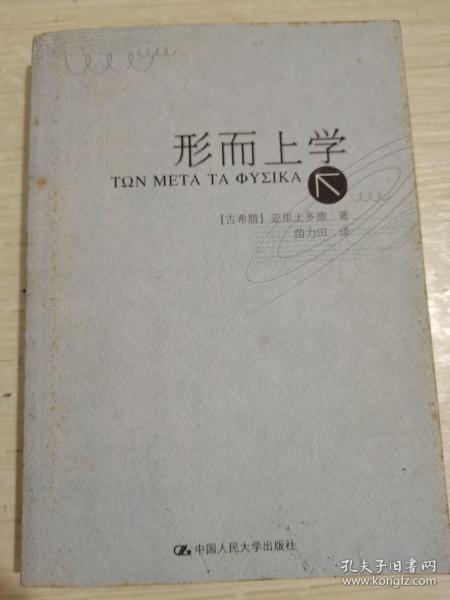 形而上学
ΤΩΝ ΜΕΤΑ ΤΑ ΦΥΣΙΚΑ
[古希腊] 亚里士多德 著
苗力田 译
中国人民大学出版社
孔夫子旧书网
www.kongfz.com